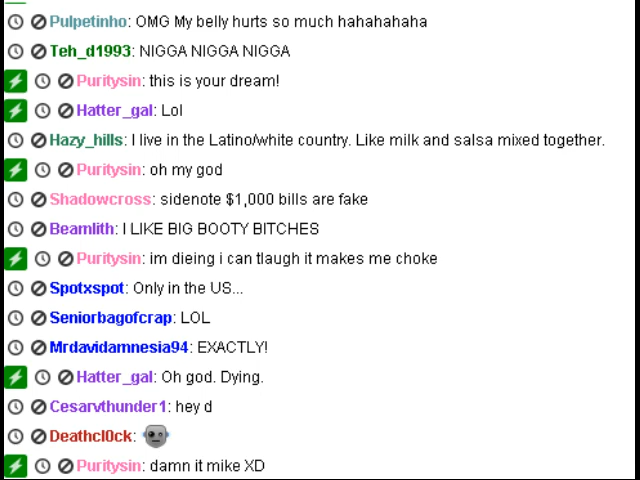 Pulpetinho: OMG My belly hurts so much hahahahaha
Teh_d1993: NIGGA NIGGA NIGGA
Puritysin: this is your dream!
Hatter_gal: Lol
Hazy_hills: I live in the Latino/white country. Like milk and salsa mixed together.
Puritysin: oh my god
Shadowcross: sidenote $1,000 bills are fake
Beamlith: I LIKE BIG BOOTY BITCHES
Puritysin: im dieing i can tlaugh it makes me choke
Spotxspot: Only in the US...
Seniorbagofcrap: LOL
Mrdavidamnesia94: EXACTLY!
Hatter_gal: Oh god. Dying.
Cesarvthunder1: hey d
Deathcl0ck:
Puritysin: damn it mike XD